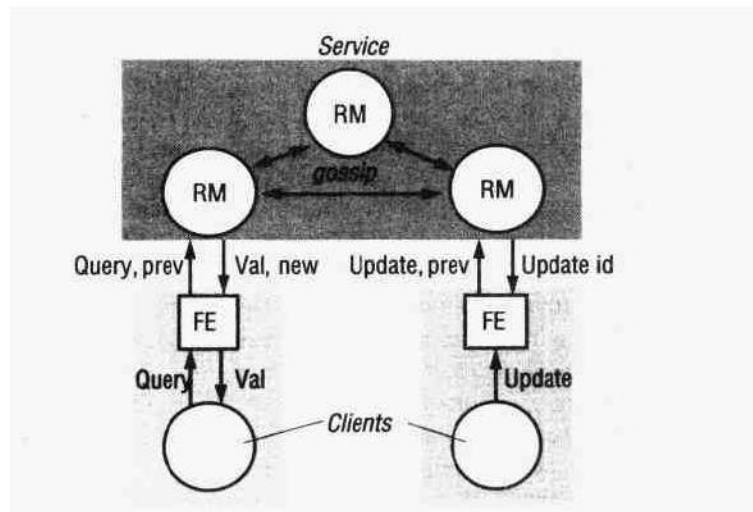 Service
RM
gossip
RM
RM
Query, prev
Val, new
Update, prev
Update id
FE
FE
Query
Val
Update
Clients